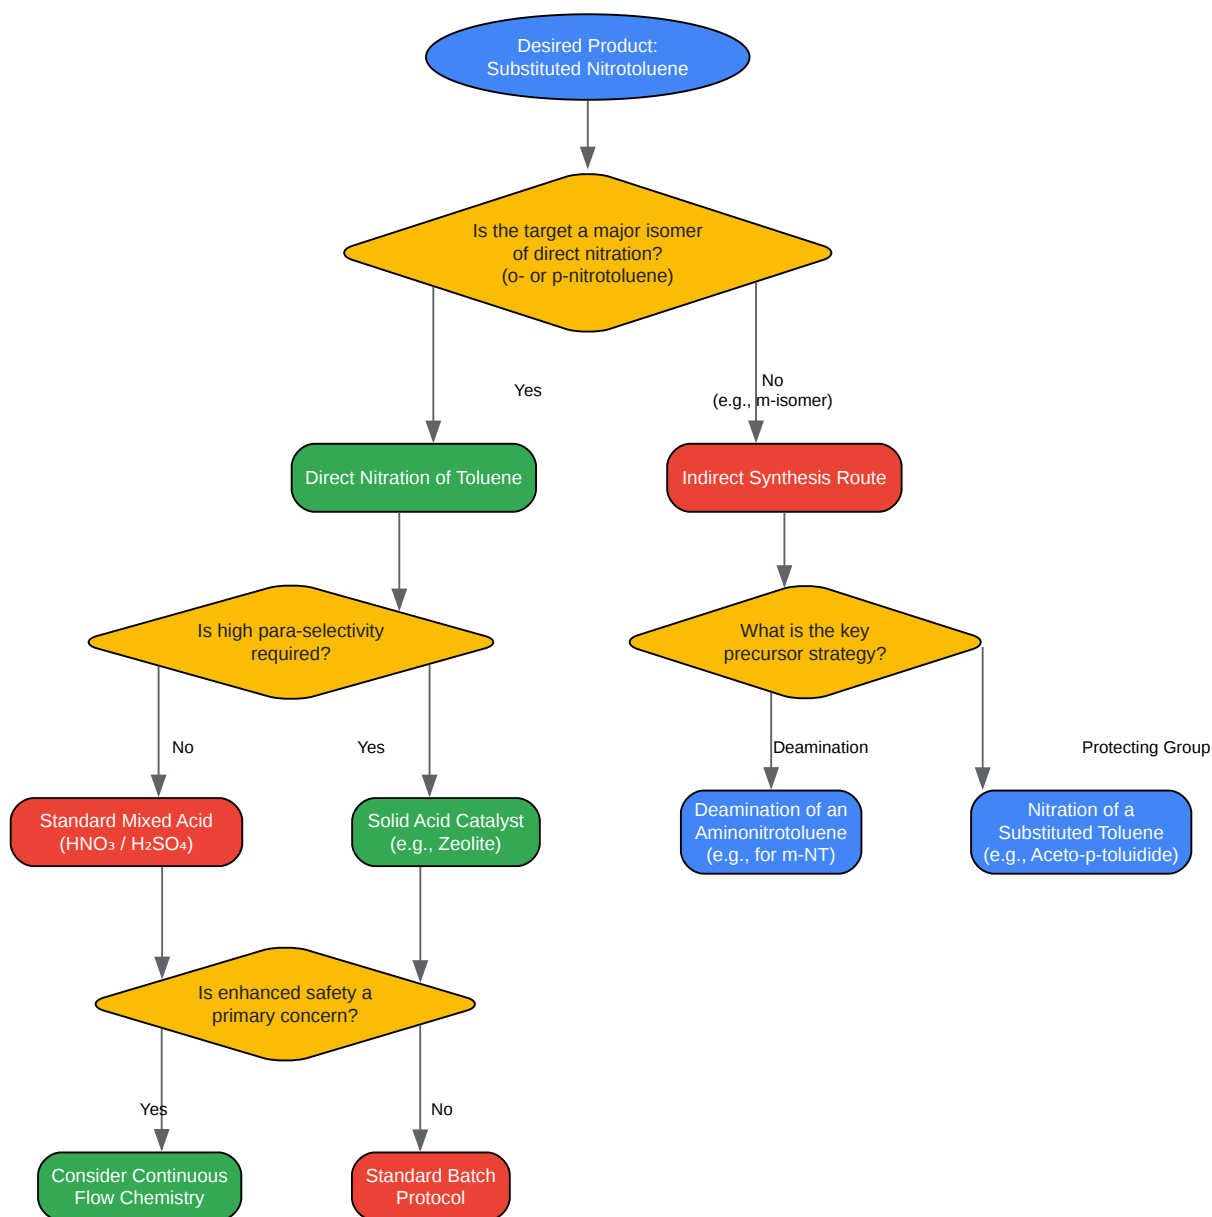 Desired Product:
Substituted Nitrotoluene
Is the target a major isomer
of direct nitration?
(o- or p-nitrotoluene)
Yes
No
(e.g., m-isomer)
Direct Nitration of Toluene
Indirect Synthesis Route
Is high para-selectivity
required?
What is the key
precursor strategy?
No
Yes
Deamination
Protecting Group
Standard Mixed Acid
(HNO₃ / H₂SO₄)
Solid Acid Catalyst
(e.g., Zeolite)
Deamination of an
Aminonitrotoluene
(e.g., for m-NT)
Nitration of a
Substituted Toluene
(e.g., Aceto-p-toluidide)
Is enhanced safety a
primary concern?
Yes
No
Consider Continuous
Flow Chemistry
Standard Batch
Protocol